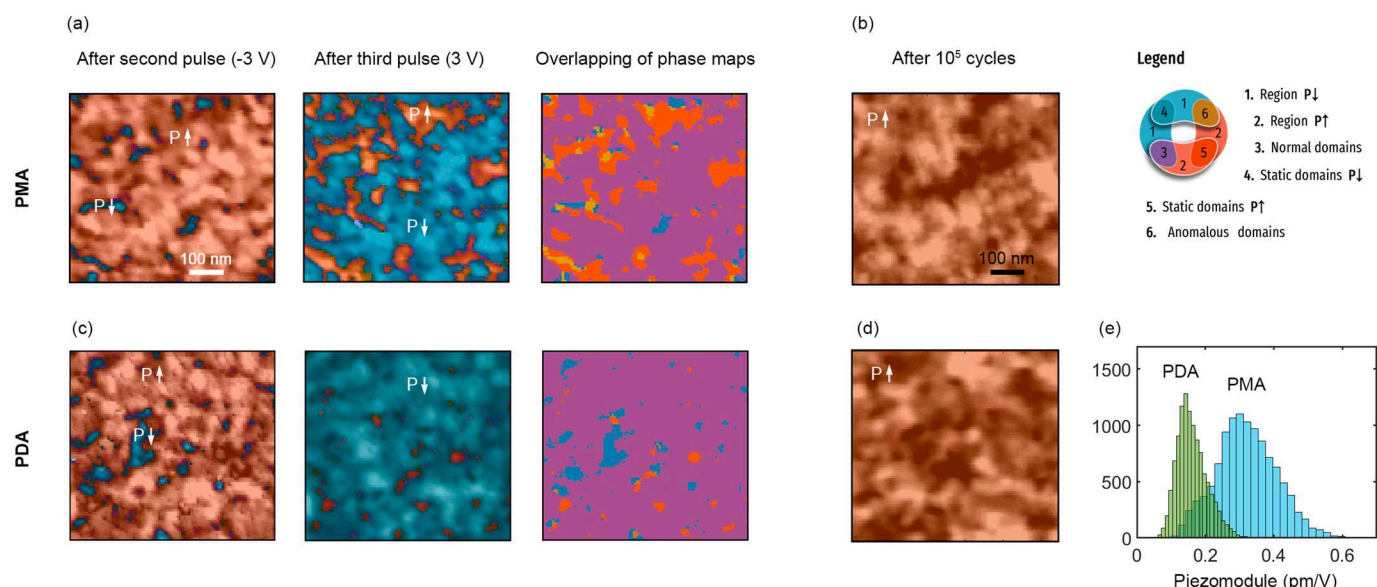 (a)
After second pulse (-3 V)
After third pulse (3 V)
Overlapping of phase maps
PMA
P↑
P↓
100 nm
P↑
P↓
(b)
After 10⁵ cycles
P↑
100 nm
Legend
4 1 6
1 2
3 5
2
1. Region P↓
2. Region P↑
3. Normal domains
4. Static domains P↓
5. Static domains P↑
6. Anomalous domains
(c)
PDA
P↑
P↓
P↓
(d)
P↑
(e)
1500
1000
500
0
PDA
PMA
0 0.2 0.4 0.6
Piezomodule (pm/V)